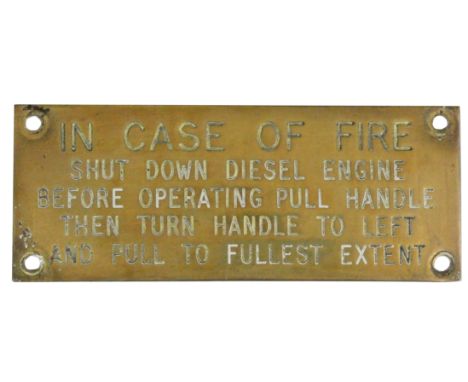 IN CASE OF FIRE
SHUT DOWN DIESEL ENGINE
BEFORE OPERATING PULL HANDLE
THEN TURN HANDLE TO LEFT
AND PULL TO FULLEST EXTENT